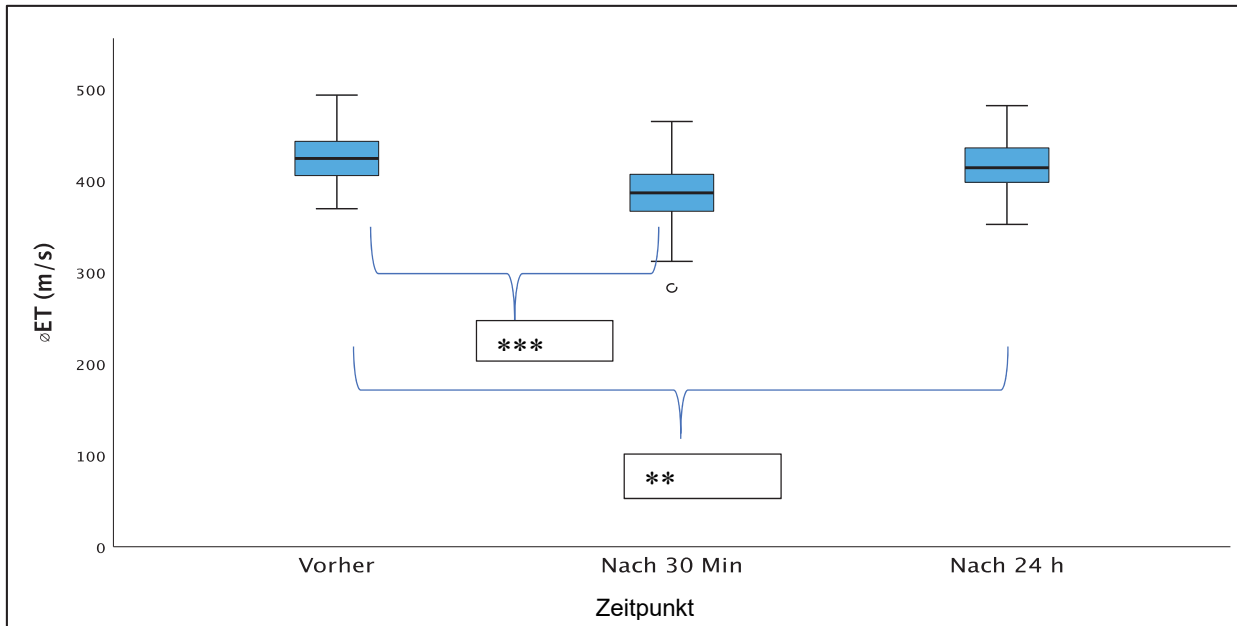 500
400
300
200
100
0
⌀ET (m/s)
***
**
Vorher Nach 30 Min Nach 24 h
Zeitpunkt